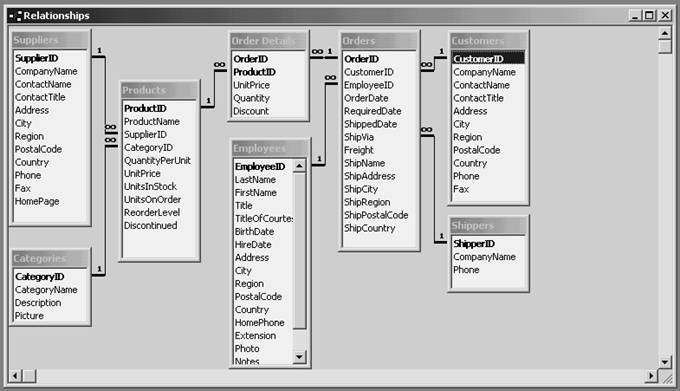 Relationships
Suppliers
SupplierID
CompanyName
ContactName
ContactTitle
Address
City
Region
PostalCode
Country
Phone
Fax
HomePage
1
∞
Categories
CategoryID
CategoryName
Description
Picture
1
∞
Products
ProductID
ProductName
SupplierID
CategoryID
QuantityPerUnit
UnitPrice
UnitsInStock
UnitsOnOrder
ReorderLevel
Discontinued
1
∞
Order Details
OrderID
ProductID
UnitPrice
Quantity
Discount
∞
1
Employees
EmployeeID
LastName
FirstName
Title
TitleOfCourtes
BirthDate
HireDate
Address
City
Region
PostalCode
Country
HomePhone
Extension
Photo
Notes
1
∞
Orders
OrderID
CustomerID
EmployeeID
OrderDate
RequiredDate
ShippedDate
ShipVia
Freight
ShipName
ShipAddress
ShipCity
ShipRegion
ShipPostalCode
ShipCountry
∞
1
Customers
CustomerID
CompanyName
ContactName
ContactTitle
Address
City
Region
PostalCode
Country
Phone
Fax
∞
1
Shippers
ShipperID
CompanyName
Phone